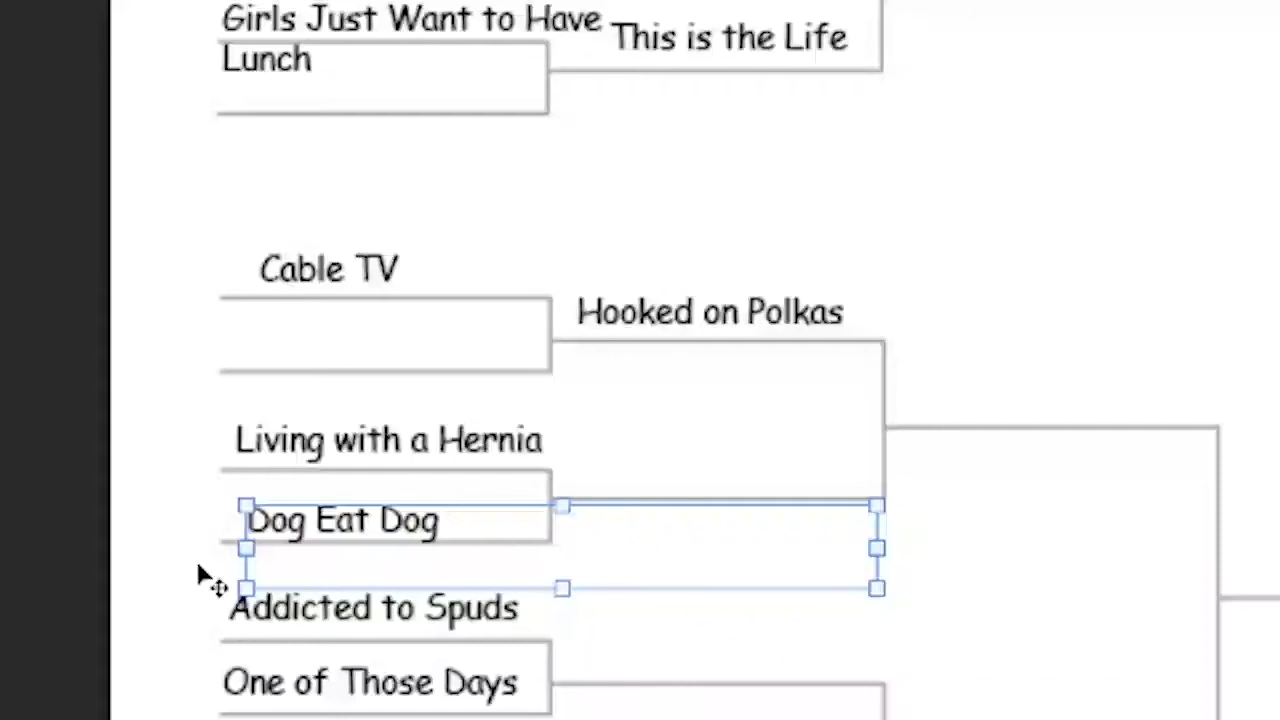 Girls Just Want to Have
Lunch
This is the Life
Cable TV
Hooked on Polkas
Living with a Hernia
Dog Eat Dog
Addicted to Spuds
One of Those Days